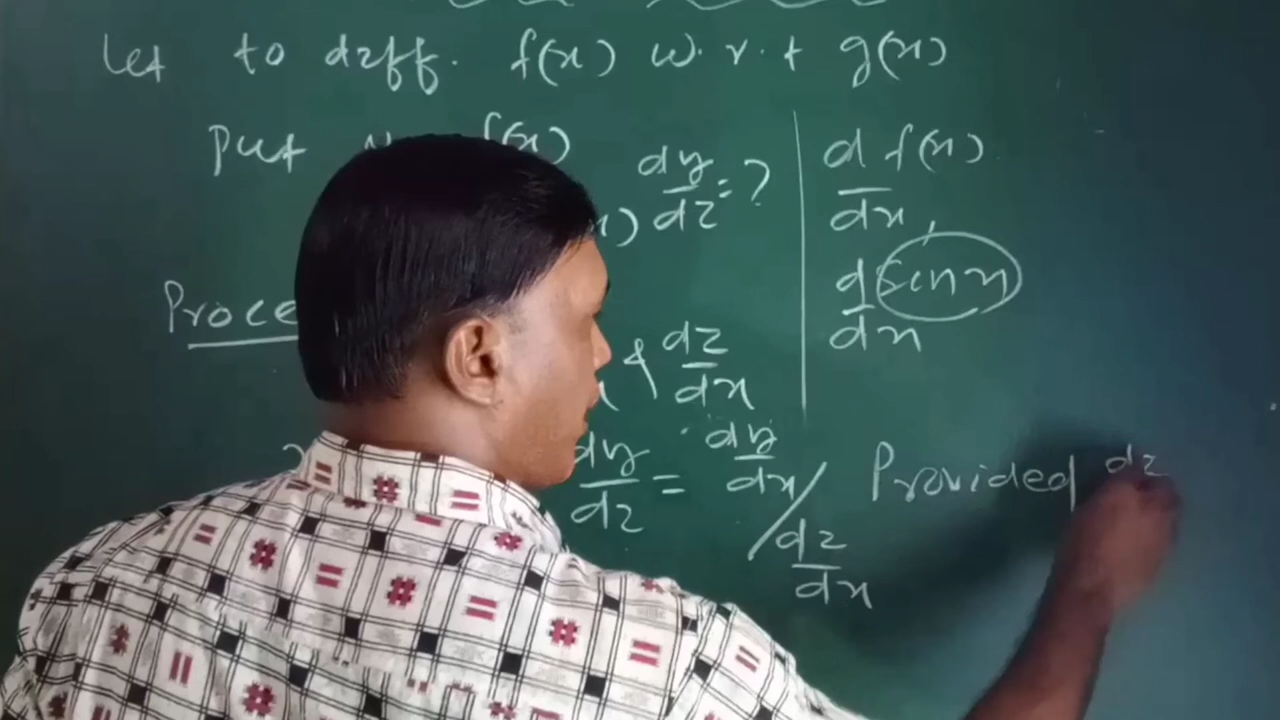 Let to diff. f(x) w.r.t g(x)
Put f(x)
x) dy/dz = ?
d f(x)
dx,
d sin x
dx
Proce
& dz/dx
dy/dz = dy/dx / dz/dx Provided dz